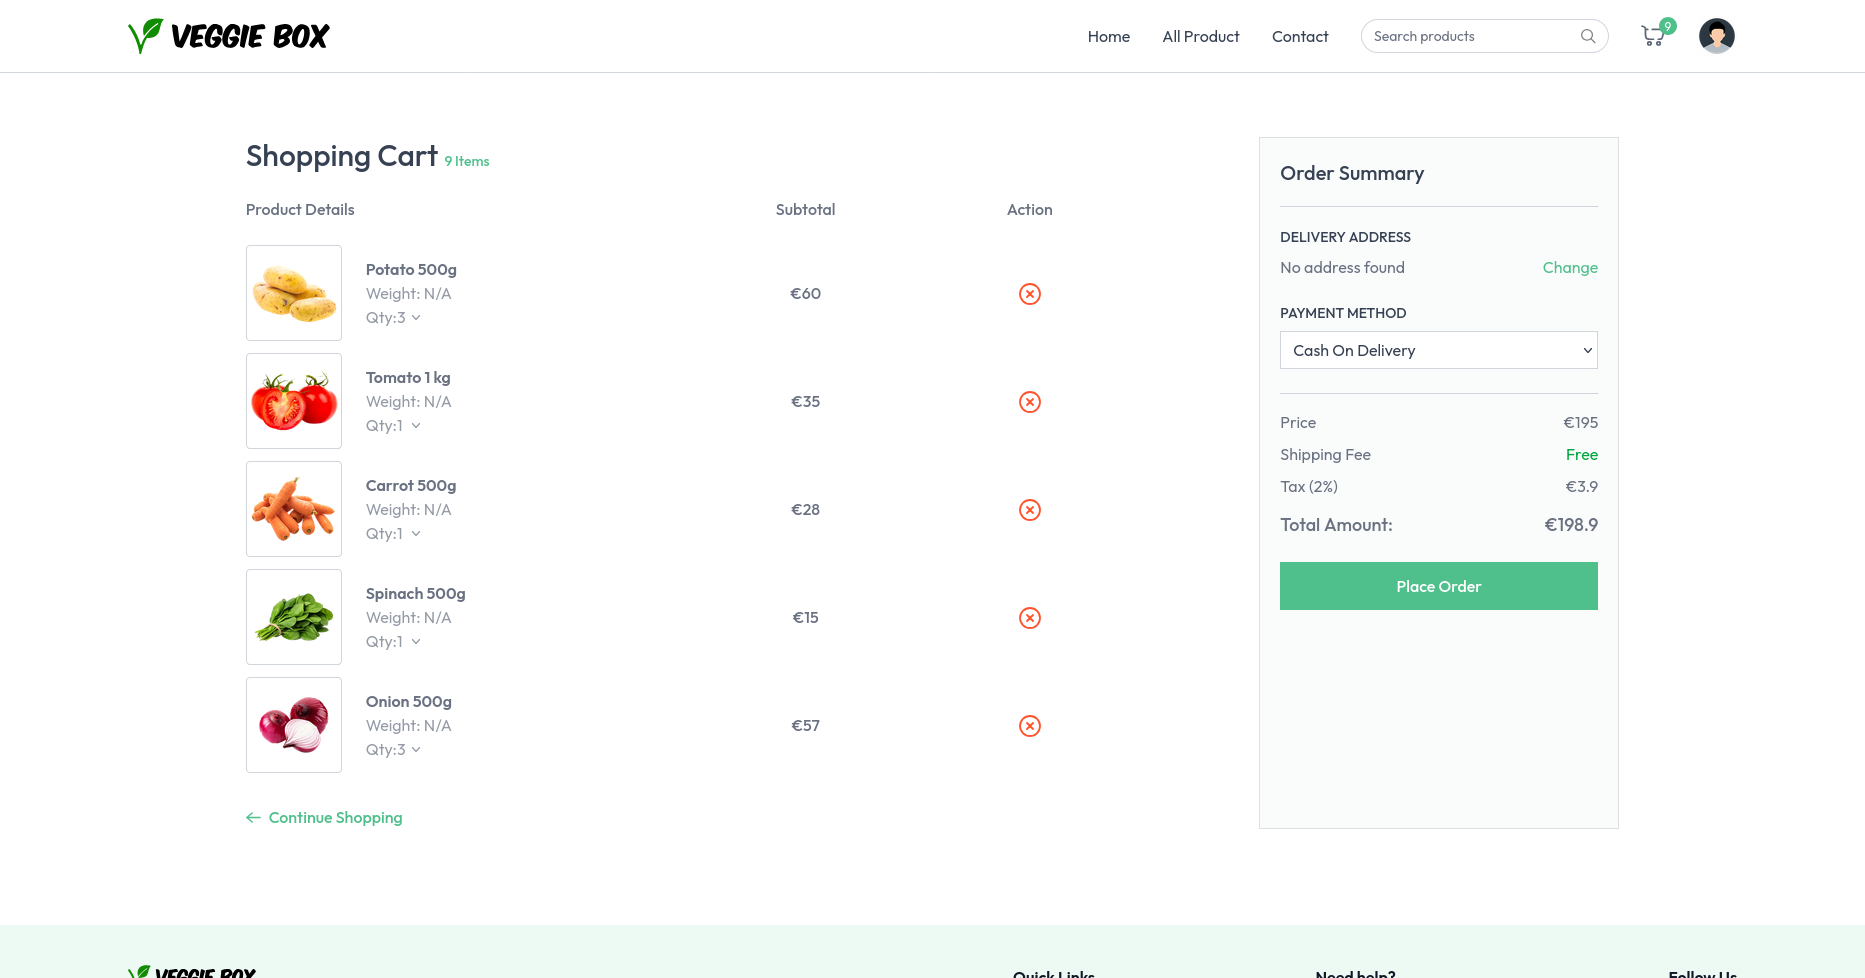 VEGGIE BOX
Home
All Product
Contact
Search products
9
Shopping Cart 9 Items
Product Details
Subtotal
Action
Potato 500g
Weight: N/A
Qty:3
€60
Tomato 1 kg
Weight: N/A
Qty:1
€35
Carrot 500g
Weight: N/A
Qty:1
€28
Spinach 500g
Weight: N/A
Qty:1
€15
Onion 500g
Weight: N/A
Qty:3
€57
Continue Shopping
Order Summary
DELIVERY ADDRESS
No address found
Change
PAYMENT METHOD
Cash On Delivery
Price
€195
Shipping Fee
Free
Tax (2%)
€3.9
Total Amount:
€198.9
Place Order
VEGGIE BOX
Quick Links
Need help?
Follow Us